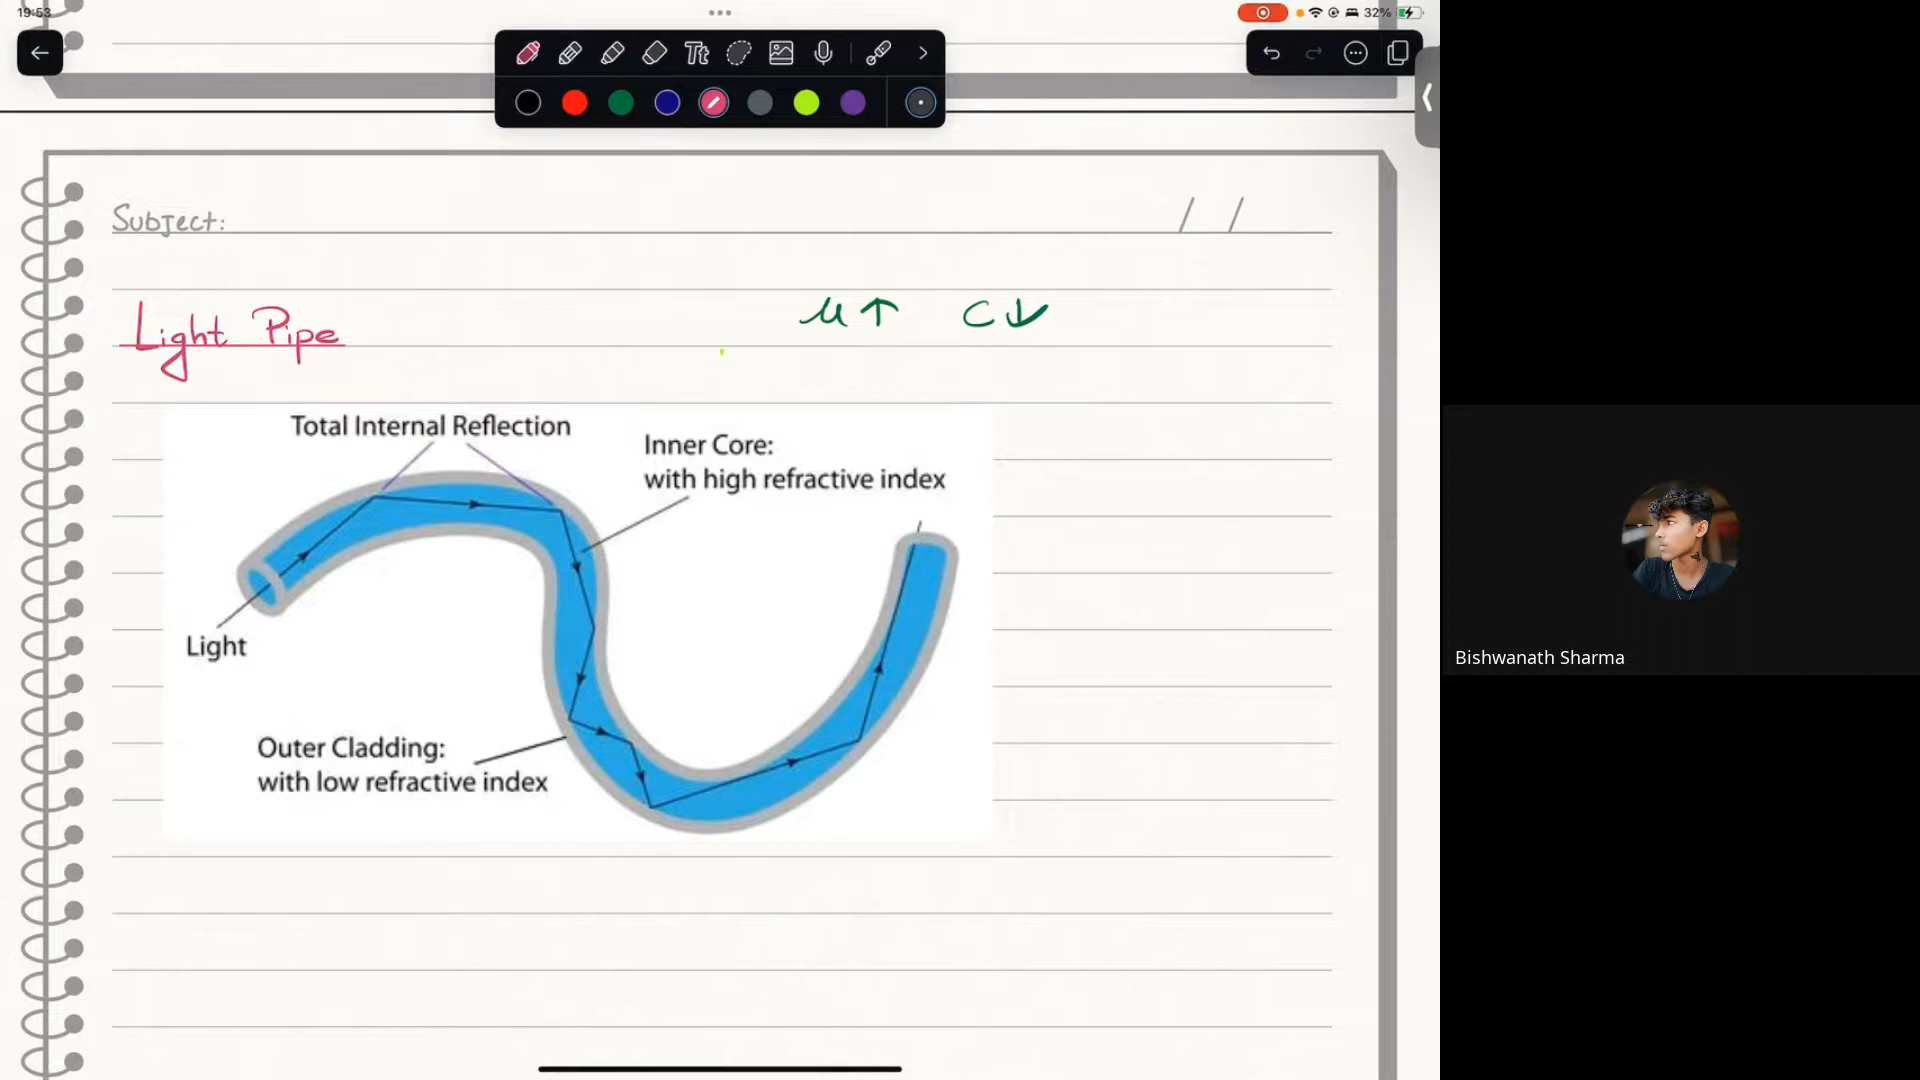 19:53
32%
Tt
Subject:
/ /
Light Pipe
μ↑ C↓
Total Internal Reflection
Inner Core:
with high refractive index
Light
Outer Cladding:
with low refractive index
Bishwanath Sharma